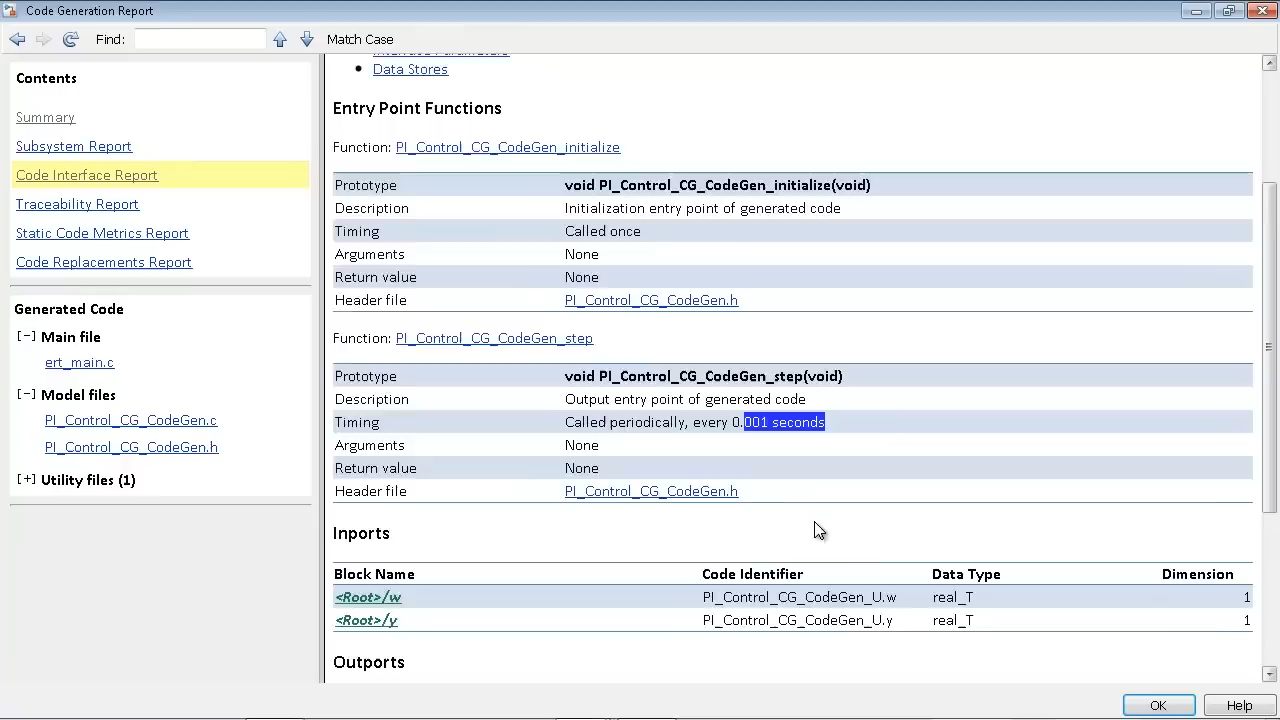 Code Generation Report
Find:
Match Case
Contents
Summary
Subsystem Report
Code Interface Report
Traceability Report
Static Code Metrics Report
Code Replacements Report
Generated Code
[-] Main file
ert_main.c
[-] Model files
PI_Control_CG_CodeGen.c
PI_Control_CG_CodeGen.h
[+] Utility files (1)
• Data Stores
Entry Point Functions
Function: PI_Control_CG_CodeGen_initialize
Prototype void PI_Control_CG_CodeGen_initialize(void)
Description Initialization entry point of generated code
Timing Called once
Arguments None
Return value None
Header file PI_Control_CG_CodeGen.h
Function: PI_Control_CG_CodeGen_step
Prototype void PI_Control_CG_CodeGen_step(void)
Description Output entry point of generated code
Timing Called periodically, every 0.001 seconds
Arguments None
Return value None
Header file PI_Control_CG_CodeGen.h
Inports
Block Name Code Identifier Data Type Dimension
<Root>/w PI_Control_CG_CodeGen_U.w real_T 1
<Root>/y PI_Control_CG_CodeGen_U.y real_T 1
Outports
OK Help